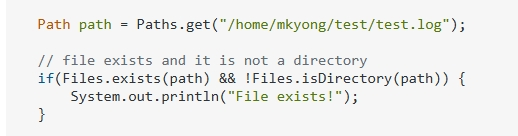 Path path = Paths.get("/home/mkyong/test/test.log");
// file exists and it is not a directory
if(Files.exists(path) && !Files.isDirectory(path)) {
System.out.println("File exists!");
}